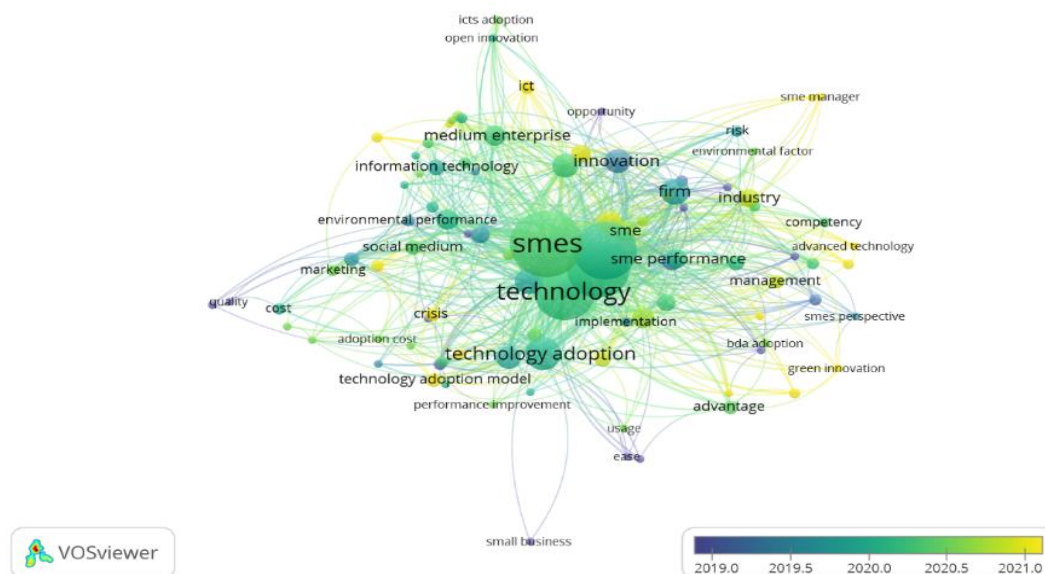 icts adoption
open innovation
ict
opportunity
sme manager
medium enterprise
risk
information technology
innovation
environmental factor
firm
industry
environmental performance
sme
competency
smes
social medium
sme performance
advanced technology
marketing
management
technology
quality
cost
crisis
implementation
smes perspective
adoption cost
bda adoption
technology adoption
green innovation
technology adoption model
performance improvement
advantage
usage
ease
small business
VOSviewer
2019.0 2019.5 2020.0 2020.5 2021.0